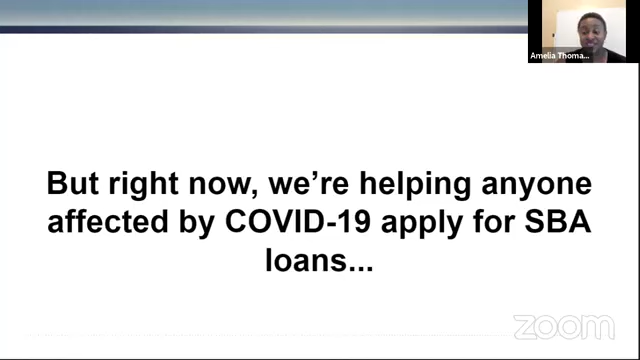 Amelia Thoma...
But right now, we're helping anyone
affected by COVID-19 apply for SBA
loans...
zoom